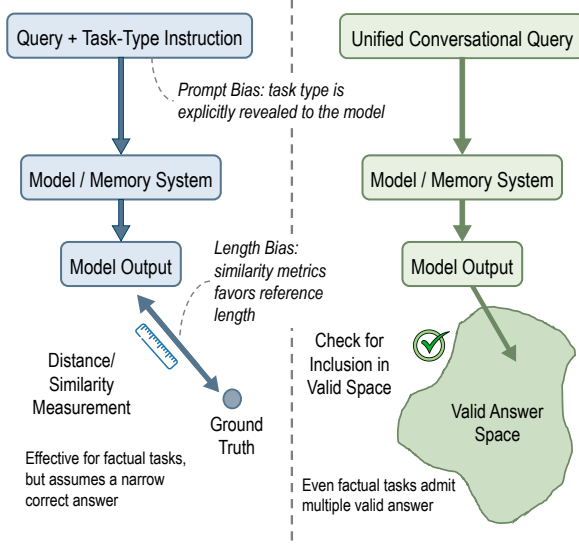 Query + Task-Type Instruction
Prompt Bias: task type is
explicitly revealed to the model
Model / Memory System
Model Output
Length Bias:
similarity metrics
favors reference
length
Distance/
Similarity
Measurement
Ground
Truth
Effective for factual tasks,
but assumes a narrow
correct answer
Unified Conversational Query
Model / Memory System
Model Output
Check for
Inclusion in
Valid Space
Valid Answer
Space
Even factual tasks admit
multiple valid answer